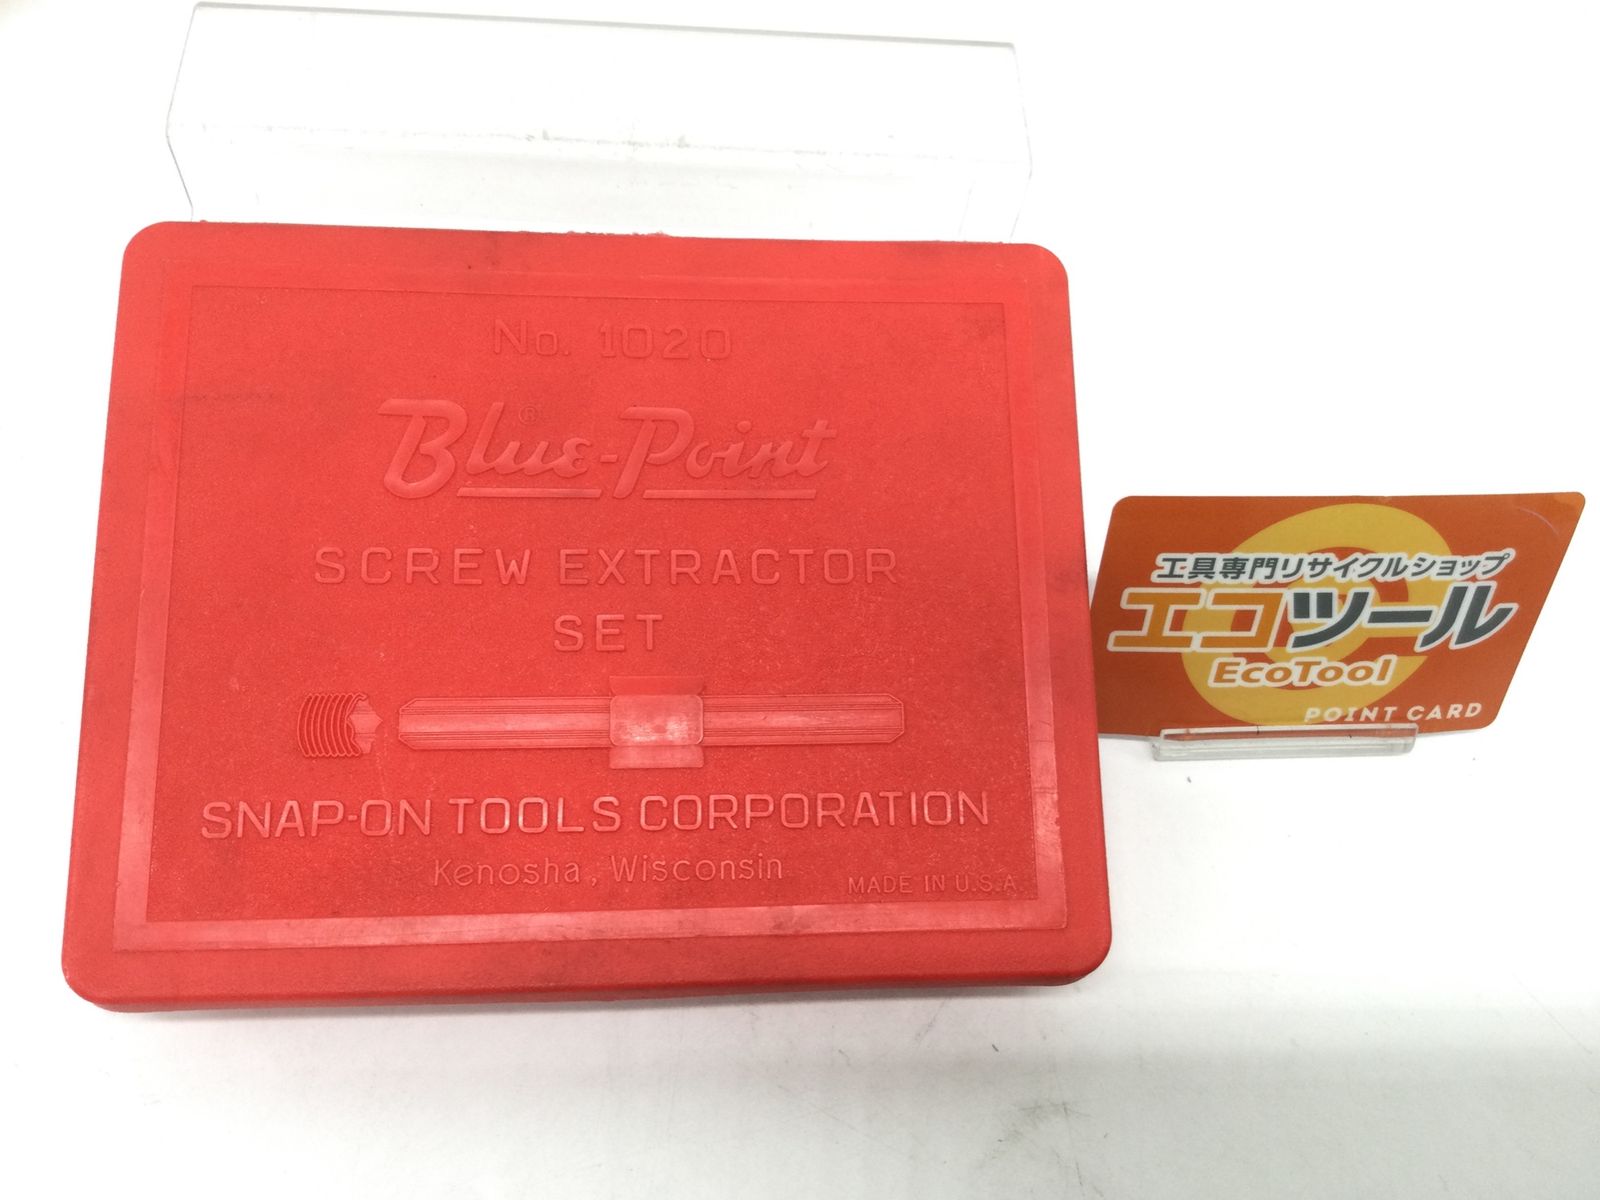 No. 1020
Blue-Point®
SCREW EXTRACTOR
SET
SNAP-ON TOOLS CORPORATION
Kenosha, Wisconsin
MADE IN U.S.A.
工具専門リサイクルショップ
エコツール
EcoTool
POINT CARD